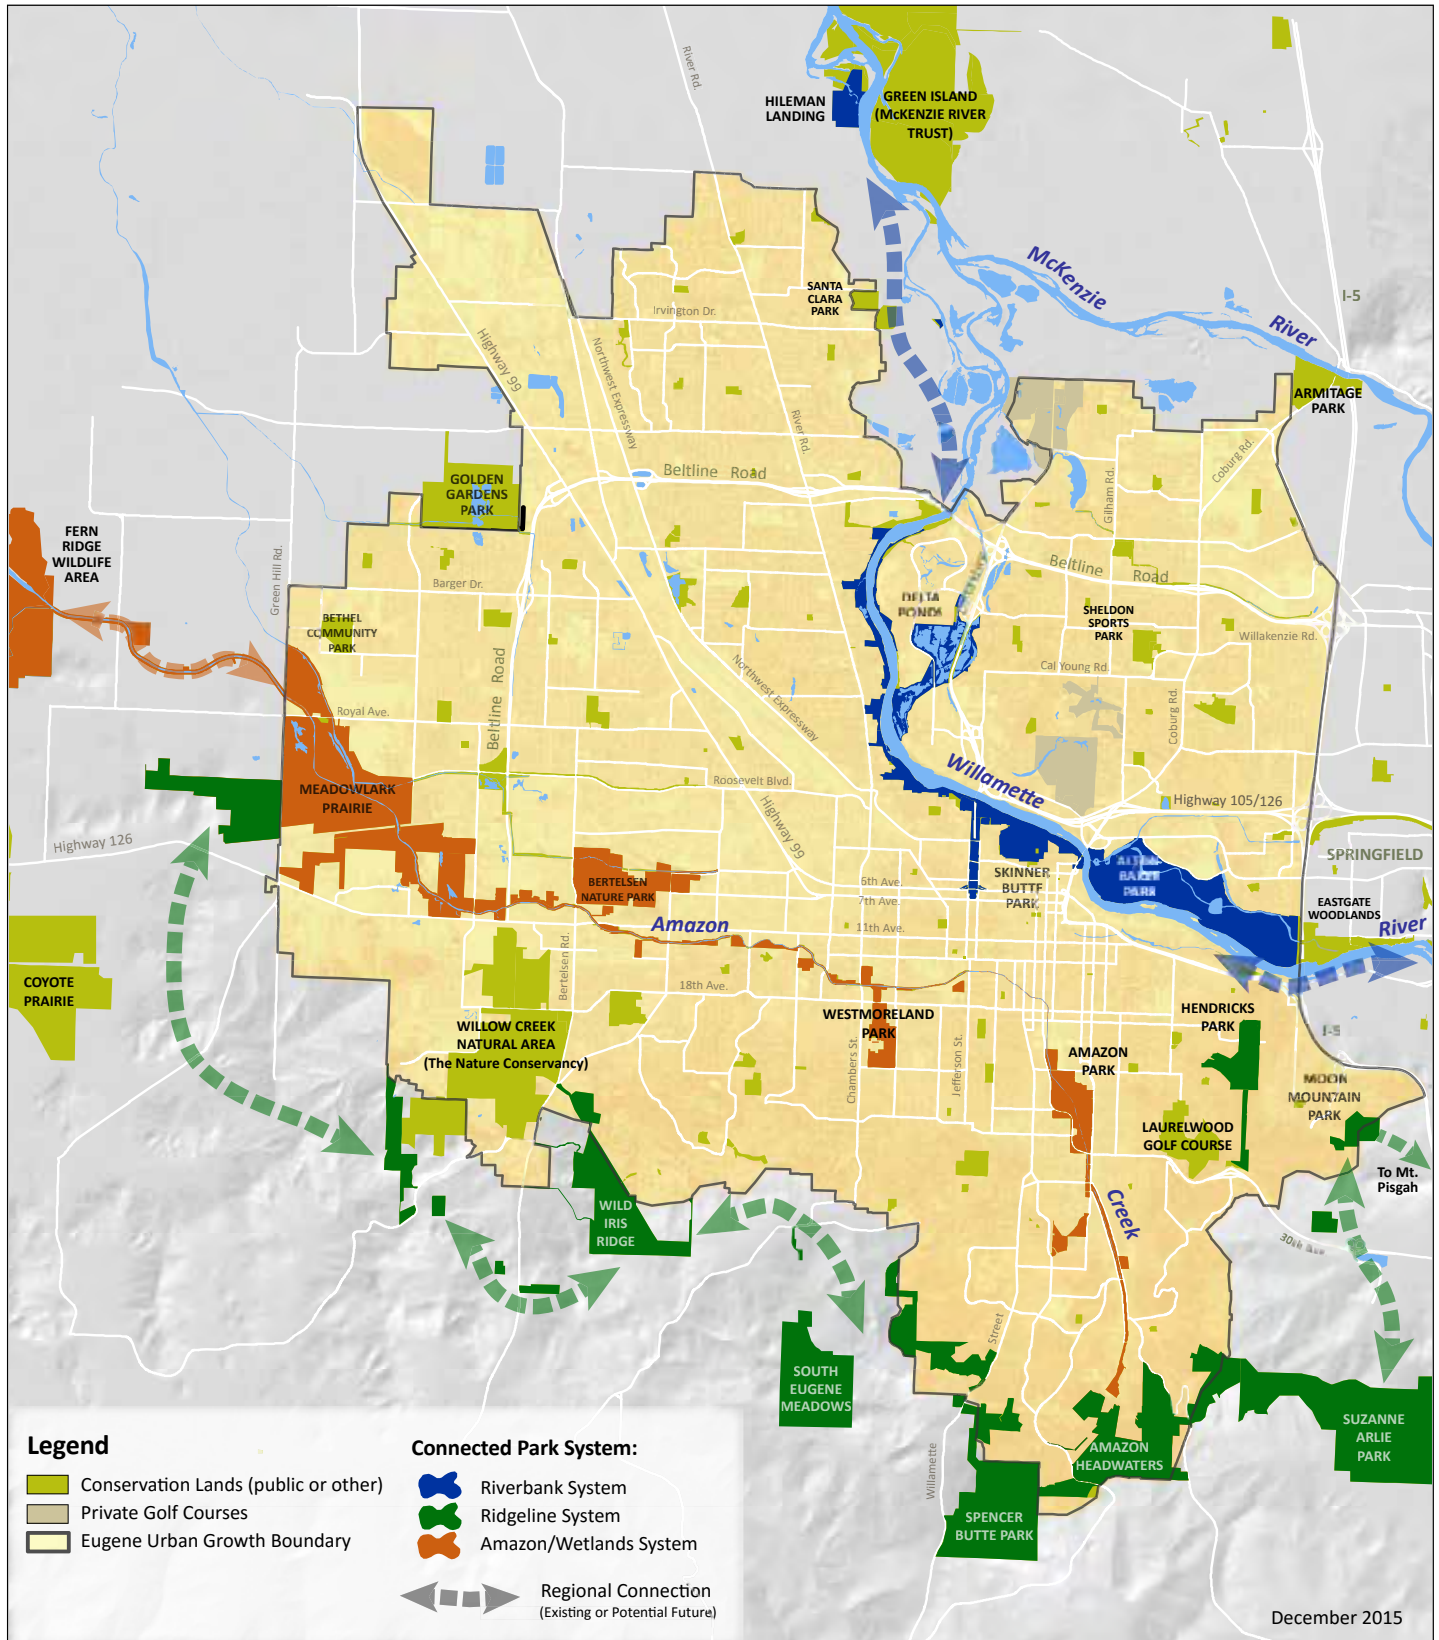 River Rd.
HILEMAN
LANDING
GREEN ISLAND
(McKENZIE RIVER
TRUST)
McKenzie
River
I-5
SANTA
CLARA
PARK
Irvington Dr.
Highway 99
Northwest Expressway
River Rd.
ARMITAGE
PARK
Coburg Rd.
Gilham Rd.
Beltline Road
GOLDEN
GARDENS
PARK
FERN
RIDGE
WILDLIFE
AREA
Green Hill Rd.
Barger Dr.
Beltline Road
DELTA
PONDS
SHELDON
SPORTS
PARK
Willakenzie Rd.
BETHEL
COMMUNITY
PARK
Cal Young Rd.
Beltline Road
Northwest Expressway
Coburg Rd.
Royal Ave.
Willamette
Roosevelt Blvd.
MEADOWLARK
PRAIRIE
Highway 105/126
Highway 99
Highway 126
SPRINGFIELD
ALTON
BAKER
PARK
SKINNER
BUTTE
PARK
6th Ave.
7th Ave.
BERTELSEN
NATURE PARK
EASTGATE
WOODLANDS
River
Amazon
11th Ave.
Bertelsen Rd.
COYOTE
PRAIRIE
18th Ave.
WESTMORELAND
PARK
HENDRICKS
PARK
I-5
WILLOW CREEK
NATURAL AREA
(The Nature Conservancy)
Chambers St.
Jefferson St.
AMAZON
PARK
MOON
MOUNTAIN
PARK
LAURELWOOD
GOLF COURSE
To Mt.
Pisgah
WILD
IRIS
RIDGE
Creek
30th Ave
Street
SOUTH
EUGENE
MEADOWS
SUZANNE
ARLIE
PARK
AMAZON
HEADWATERS
Willamette
SPENCER
BUTTE PARK
Legend
Conservation Lands (public or other)
Private Golf Courses
Eugene Urban Growth Boundary
Connected Park System:
Riverbank System
Ridgeline System
Amazon/Wetlands System
Regional Connection
(Existing or Potential Future)
December 2015